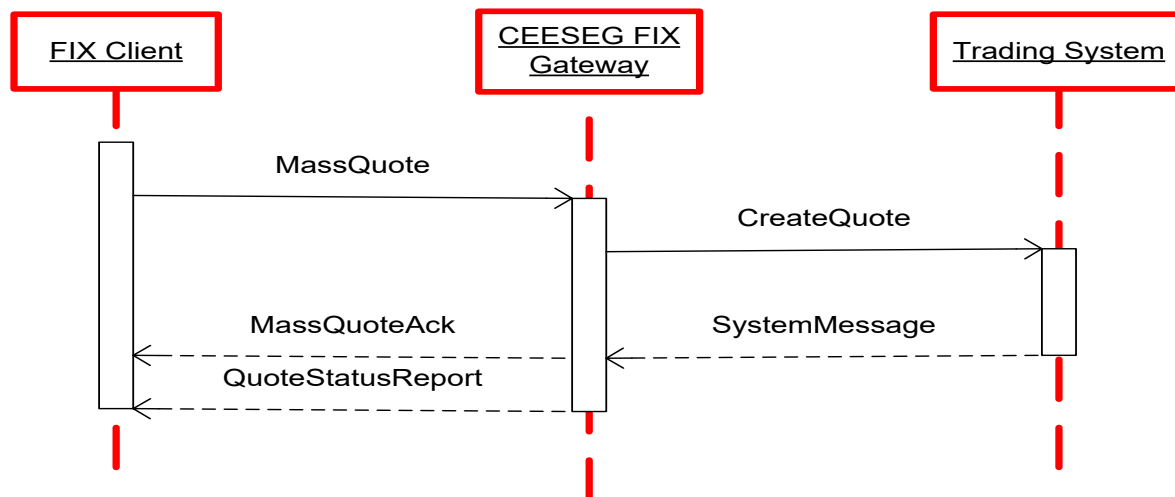 FIX Client
CEESEG FIX
Gateway
Trading System
MassQuote
CreateQuote
MassQuoteAck
SystemMessage
QuoteStatusReport